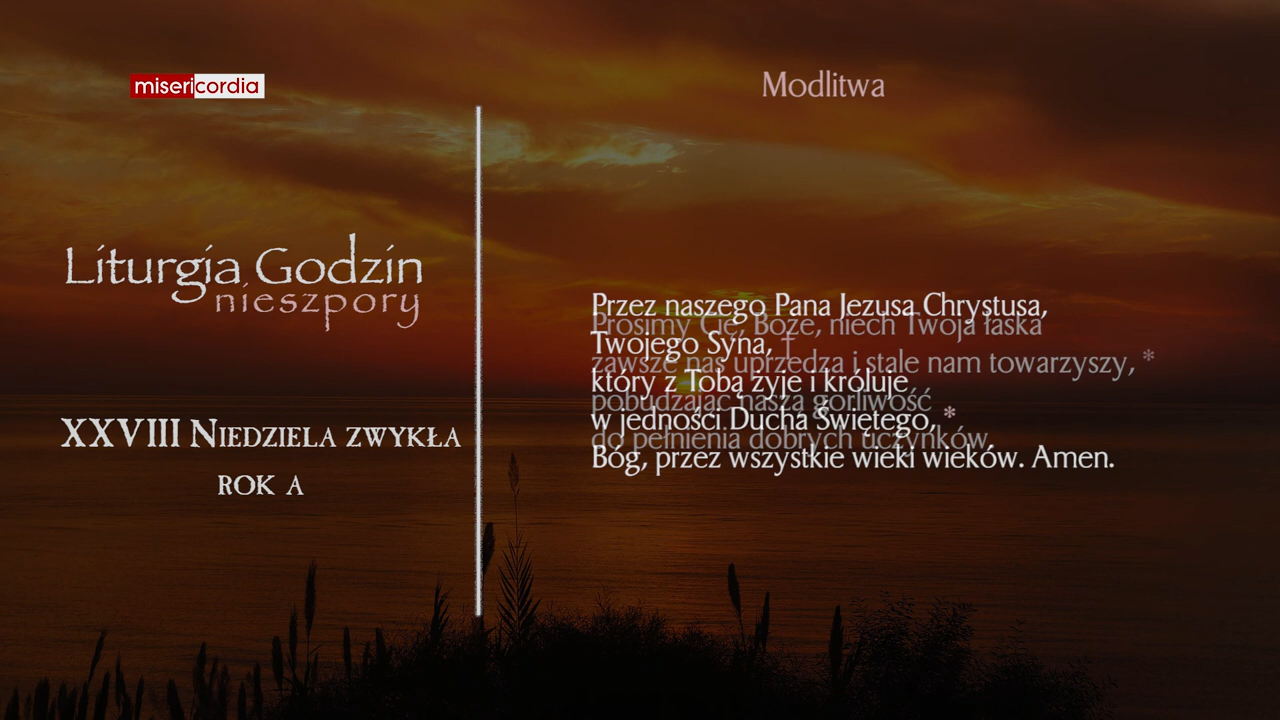 misericordia
Modlitwa
Liturgia Godzin
nieszpory
XXVIII Niedziela zwykła
rok a
Przez naszego Pana Jezusa Chrystusa,
Twojego Syna, †
który z Tobą żyje i króluje
w jedności Ducha Świętego, *
Bóg, przez wszystkie wieki wieków. Amen.
Prosimy Cię, Boże, niech Twoja łaska
zawsze nas uprzedza i stale nam towarzyszy, *
pobudzając naszą gorliwość
do pełnienia dobrych uczynków.